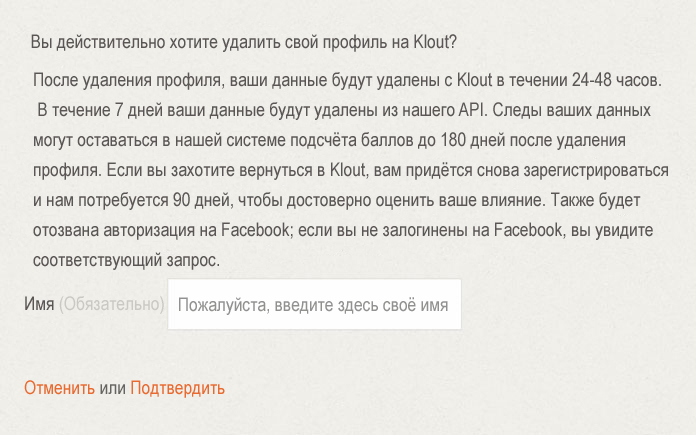 Вы действительно хотите удалить свой профиль на Klout?
После удаления профиля, ваши данные будут удалены с Klout в течении 24-48 часов.
В течение 7 дней ваши данные будут удалены из нашего API. Следы ваших данных
могут оставаться в нашей системе подсчёта баллов до 180 дней после удаления
профиля. Если вы захотите вернуться в Klout, вам придётся снова зарегистрироваться
и нам потребуется 90 дней, чтобы достоверно оценить ваше влияние. Также будет
отозвана авторизация на Facebook; если вы не залогинены на Facebook, вы увидите
соответствующий запрос.
Имя (Обязательно) Пожалуйста, введите здесь своё имя
Отменить или Подтвердить